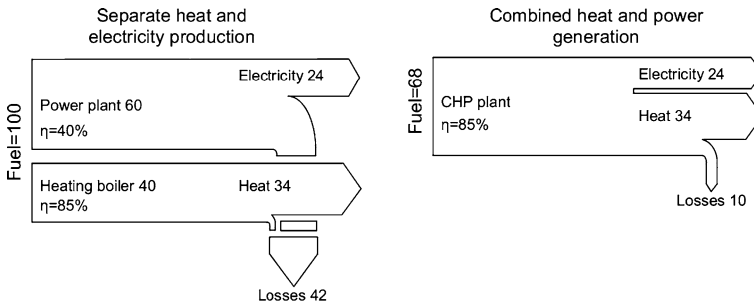 Separate heat and
electricity production
Fuel=100
Electricity 24
Power plant 60
η=40%
Heating boiler 40
Heat 34
η=85%
Losses 42
Combined heat and power
generation
Fuel=68
Electricity 24
CHP plant
Heat 34
η=85%
Losses 10